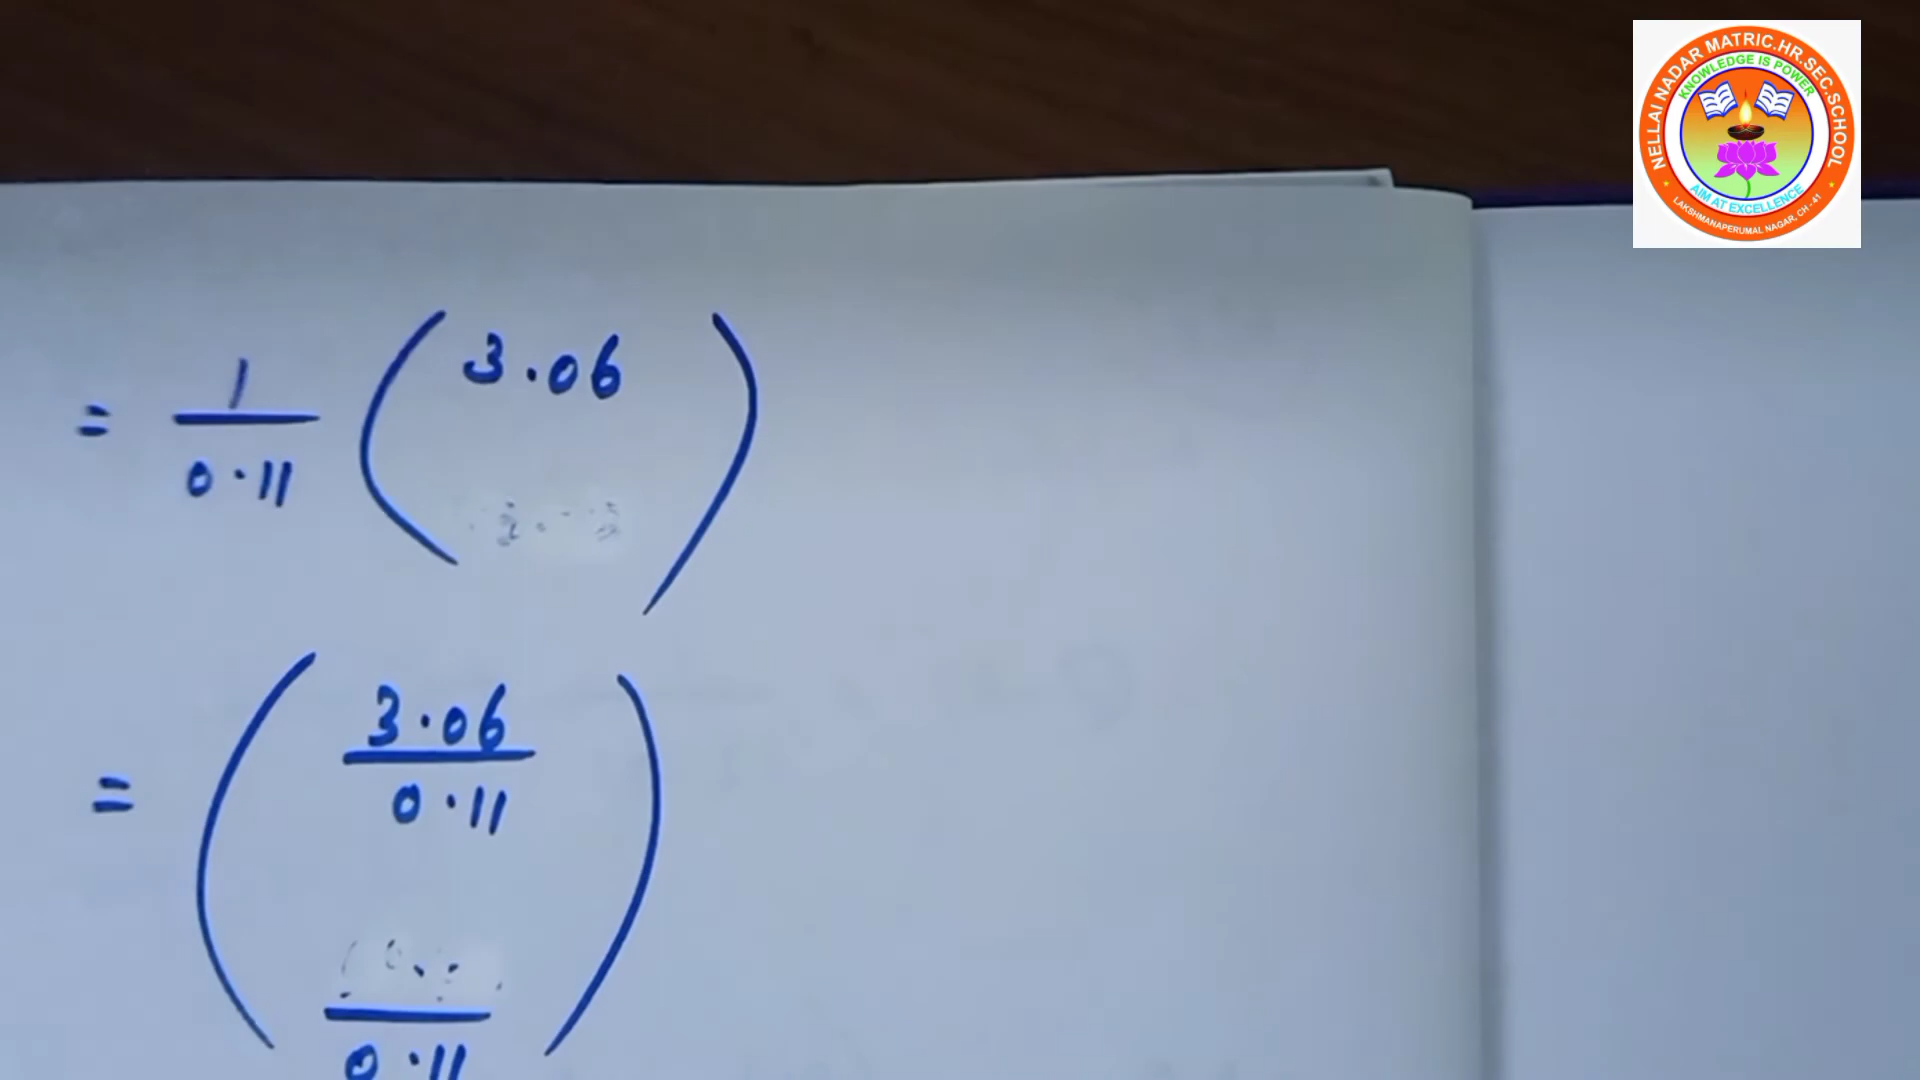 NELLAI NADAR MATRIC.HR.SEC.SCHOOL
KNOWLEDGE IS POWER
AIM AT EXCELLENCE
LAKSHMANAPERUMAL NAGAR, CH - 41
= 1/0.11 ( 3.06 )
= ( 3.06/0.11
/0.11 )